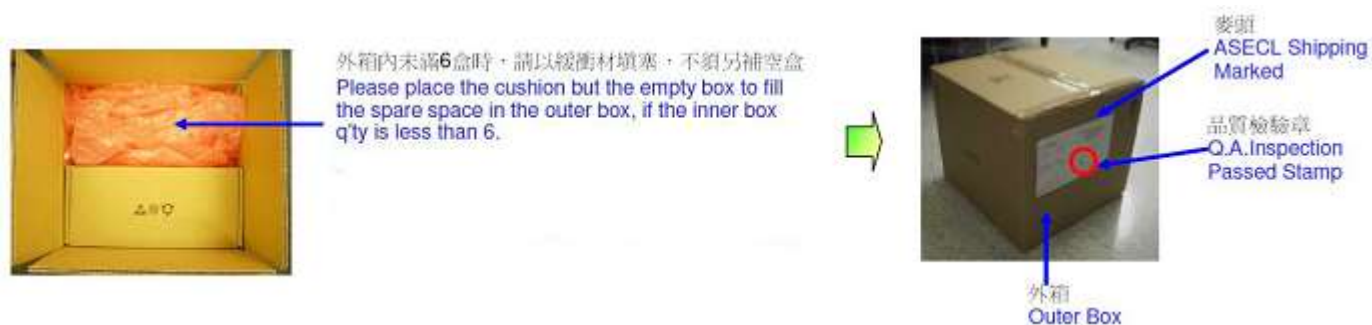 外箱內未滿6盒時,請以緩衝材填塞,不須另補空盒
Please place the cushion but the empty box to fill
the spare space in the outer box, if the inner box
q'ty is less than 6.
麥頭
ASECL Shipping
Marked
品質檢驗章
Q.A.Inspection
Passed Stamp
外箱
Outer Box